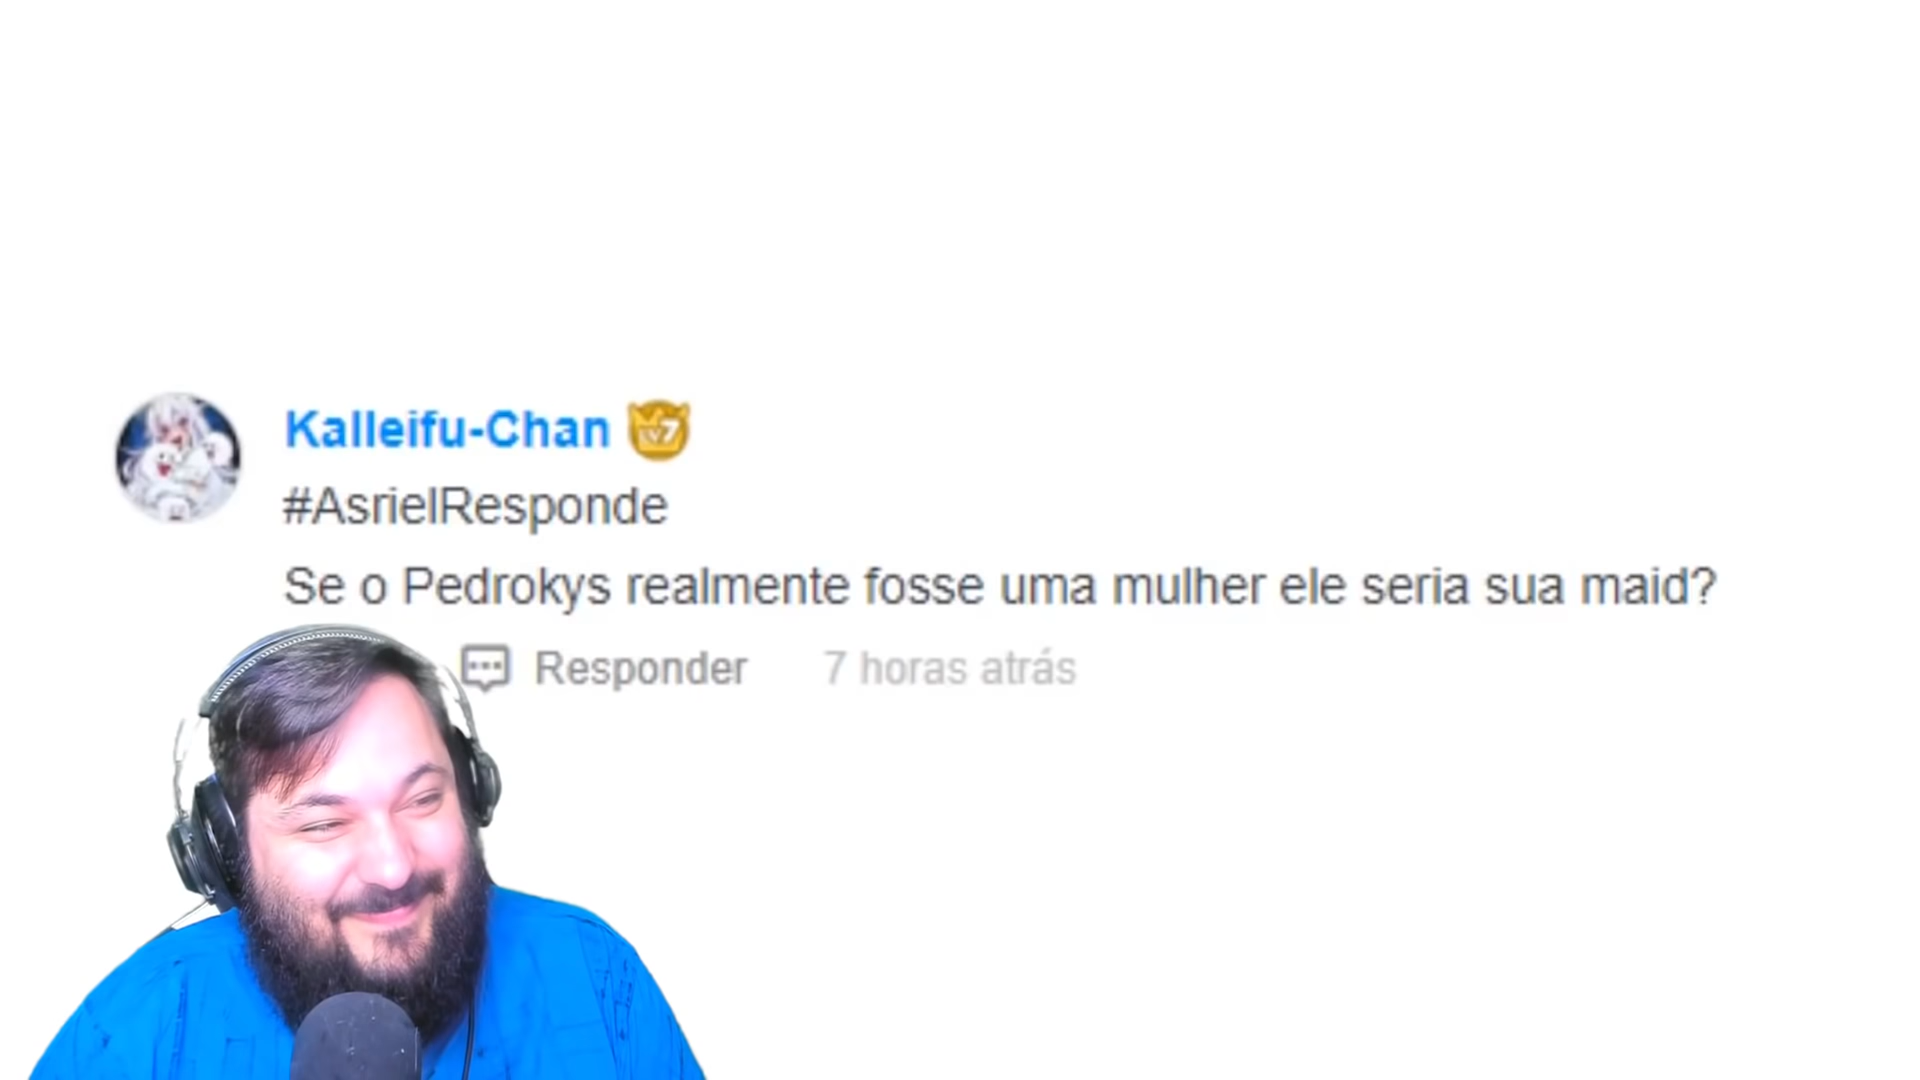 Kalleifu-Chan LV7
#AsrielResponde
Se o Pedrokys realmente fosse uma mulher ele seria sua maid?
Responder 7 horas atrás